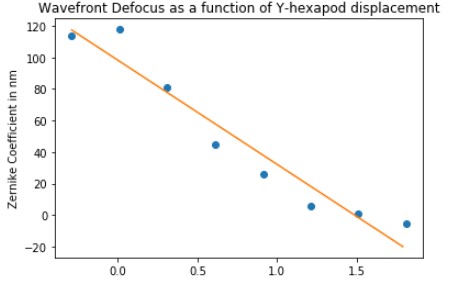 Wavefront Defocus as a function of Y-hexapod displacement
Zernike Coefficient in nm
120
100
80
60
40
20
0
−20
0.0 0.5 1.0 1.5